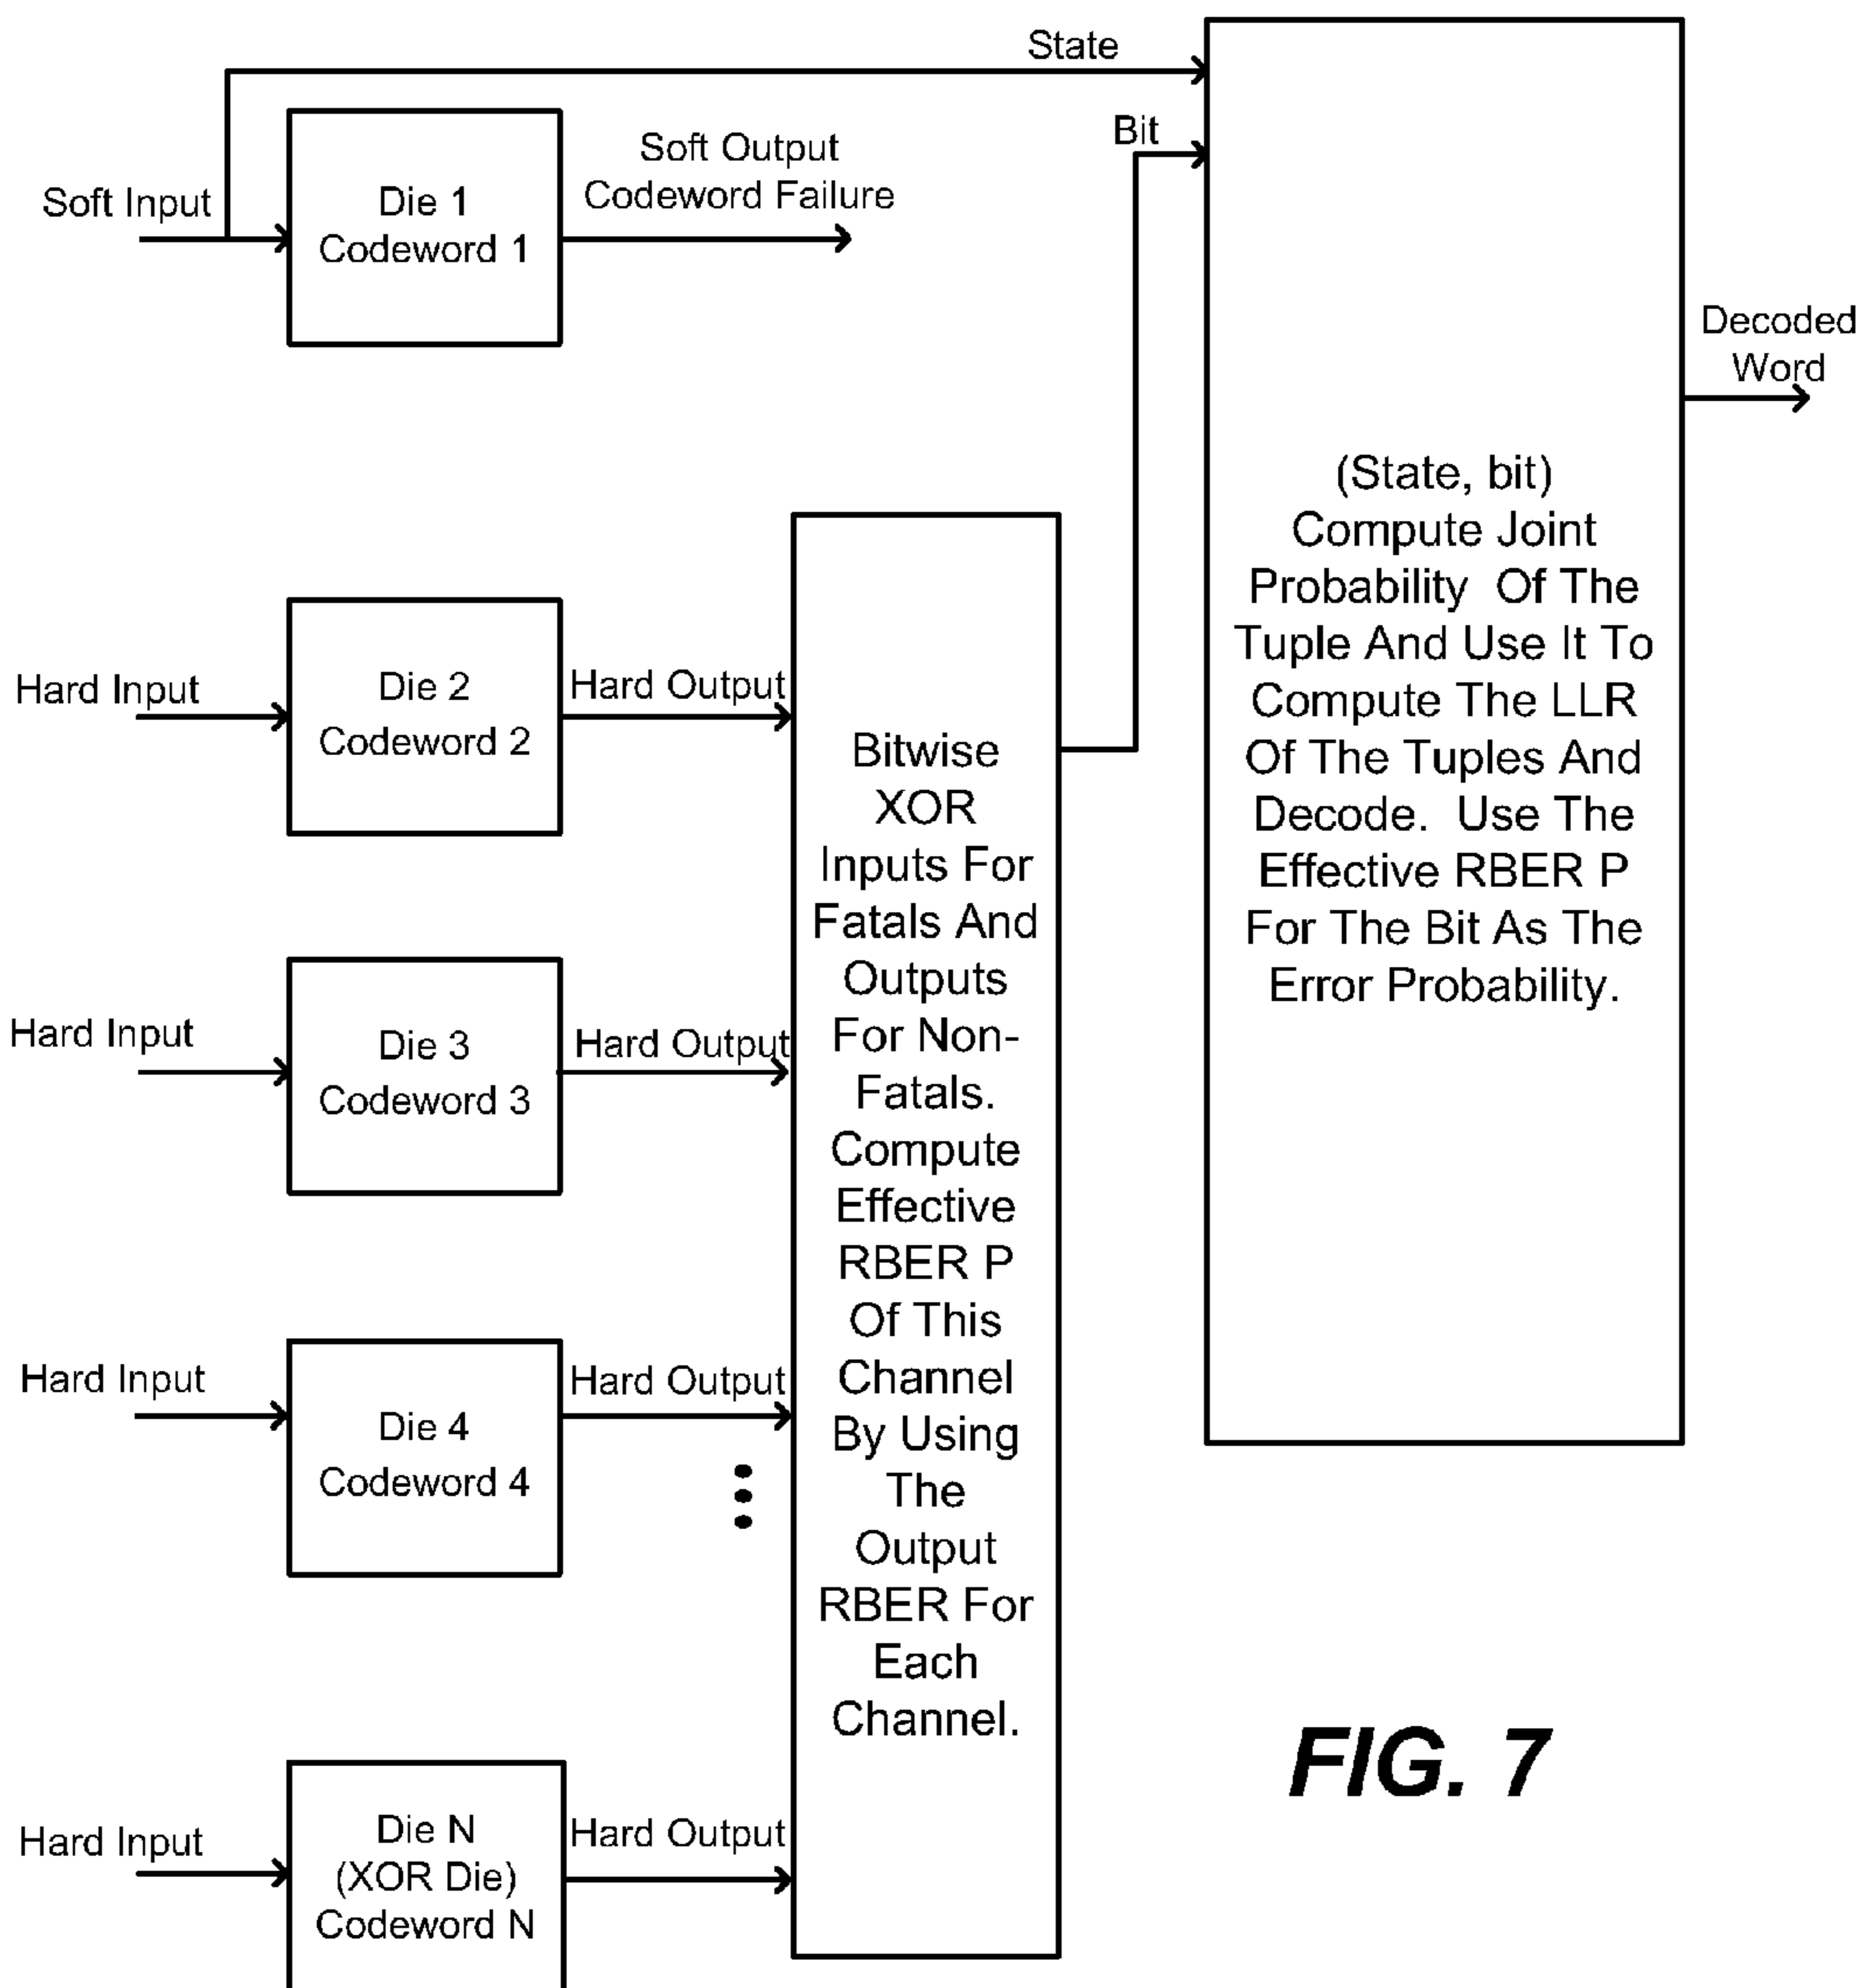 State
Bit
Soft Input
Die 1
Codeword 1
Soft Output
Codeword Failure
Decoded
Word
(State, bit)
Compute Joint
Probability Of The
Tuple And Use It To
Compute The LLR
Of The Tuples And
Decode. Use The
Effective RBER P
For The Bit As The
Error Probability.
Hard Input
Die 2
Codeword 2
Hard Output
Hard Input
Die 3
Codeword 3
Hard Output
Hard Input
Die 4
Codeword 4
Hard Output
Hard Input
Die N
(XOR Die)
Codeword N
Hard Output
Bitwise
XOR
Inputs For
Fatals And
Outputs
For Non-
Fatals.
Compute
Effective
RBER P
Of This
Channel
By Using
The
Output
RBER For
Each
Channel.
FIG. 7